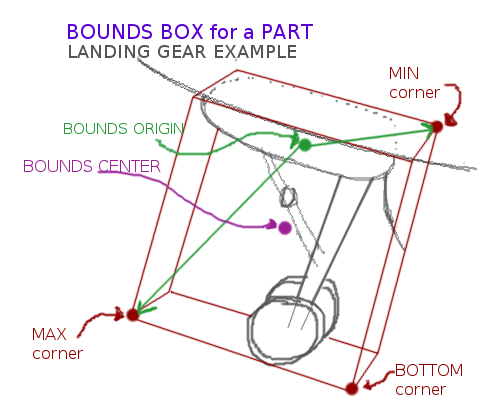 BOUNDS BOX for a PART
LANDING GEAR EXAMPLE
MIN
corner
BOUNDS ORIGIN
BOUNDS CENTER
MAX
corner
BOTTOM
corner